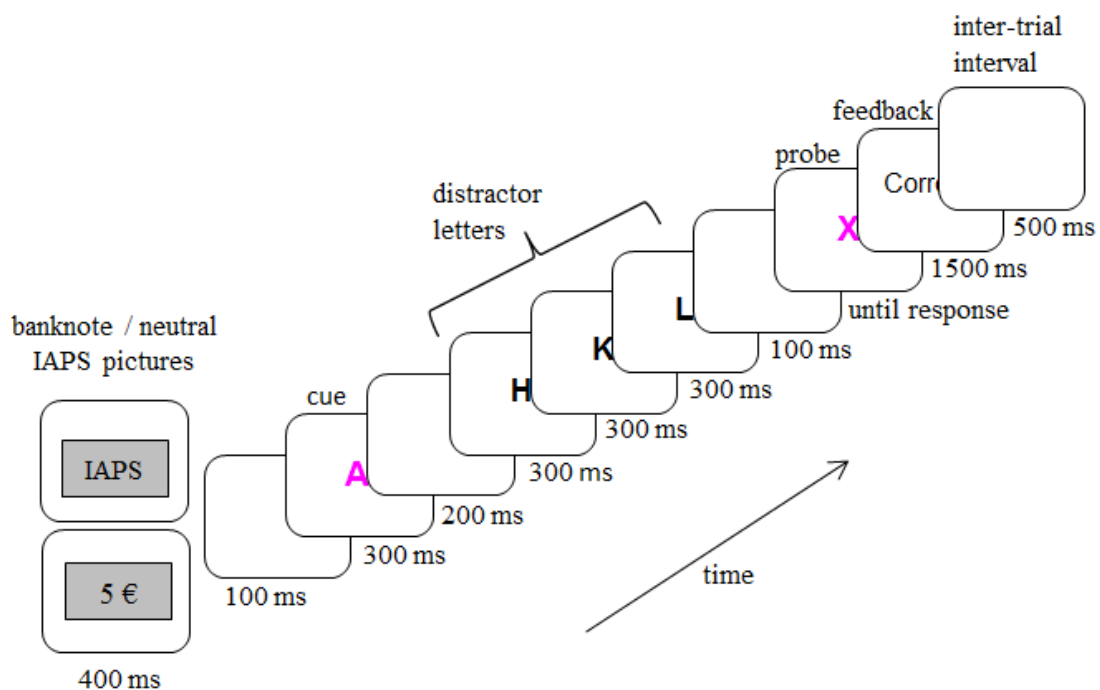 inter-trial
interval
feedback
probe
distractor
letters
banknote / neutral
IAPS pictures
cue
IAPS
5 €
400 ms
100 ms
A
300 ms
200 ms
H
300 ms
K
300 ms
L
300 ms
100 ms
X
until response
Corre
1500 ms
500 ms
time